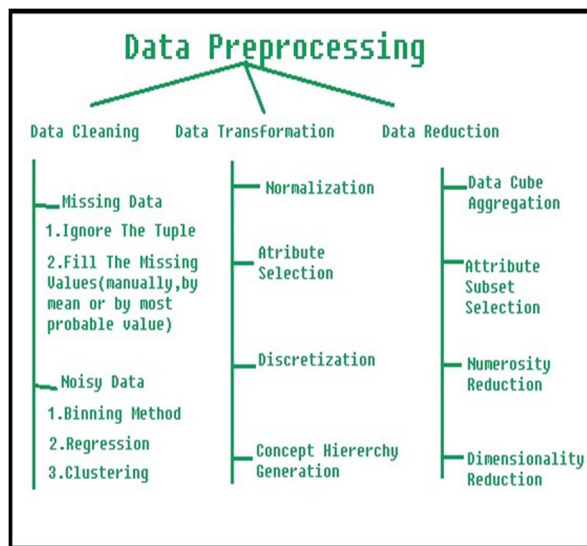 Data Preprocessing
Data Cleaning
Missing Data
1.Ignore The Tuple
2.Fill The Missing
Values(manually,by
mean or by most
probable value)
Noisy Data
1.Binning Method
2.Regression
3.Clustering
Data Transformation
Normalization
Atribute
Selection
Discretization
Concept Hiererchy
Generation
Data Reduction
Data Cube
Aggregation
Attribute
Subset
Selection
Numerosity
Reduction
Dimensionality
Reduction